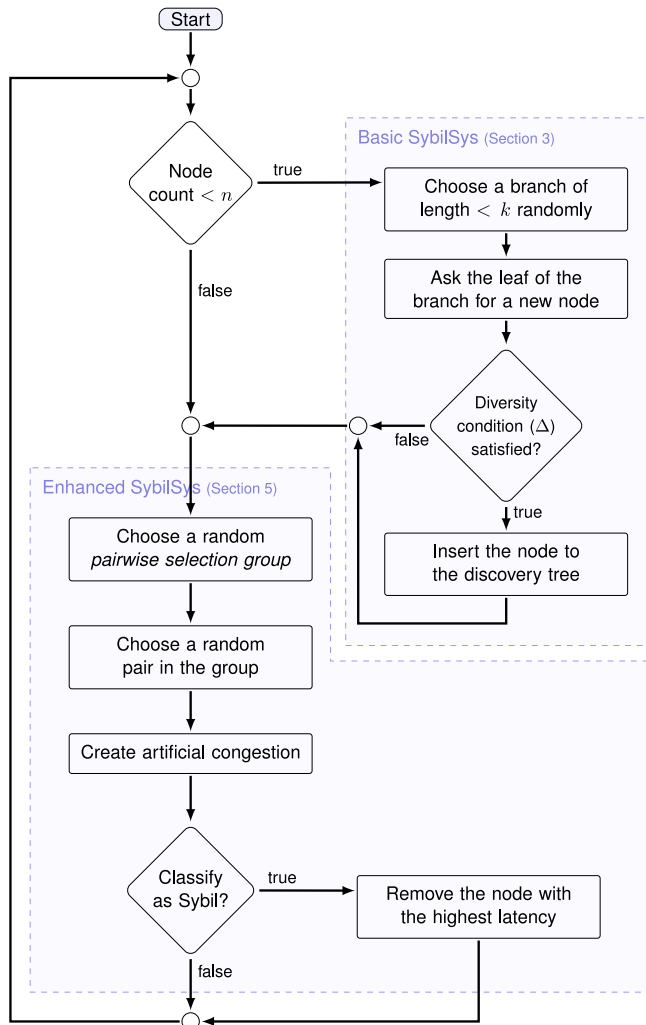 Start
Basic SybilSys (Section 3)
Node
count < n
true
Choose a branch of
length < k randomly
Ask the leaf of the
branch for a new node
false
Diversity
condition (Δ)
satisfied?
false
true
Insert the node to
the discovery tree
Enhanced SybilSys (Section 5)
Choose a random
pairwise selection group
Choose a random
pair in the group
Create artificial congestion
Classify
as Sybil?
true
Remove the node with
the highest latency
false